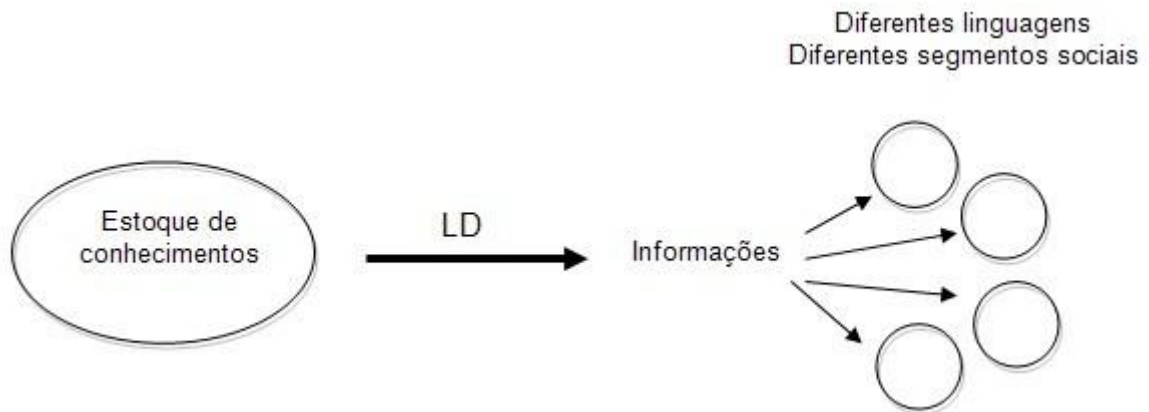 Diferentes linguagens
Diferentes segmentos sociais
Estoque de
conhecimentos
LD
Informações